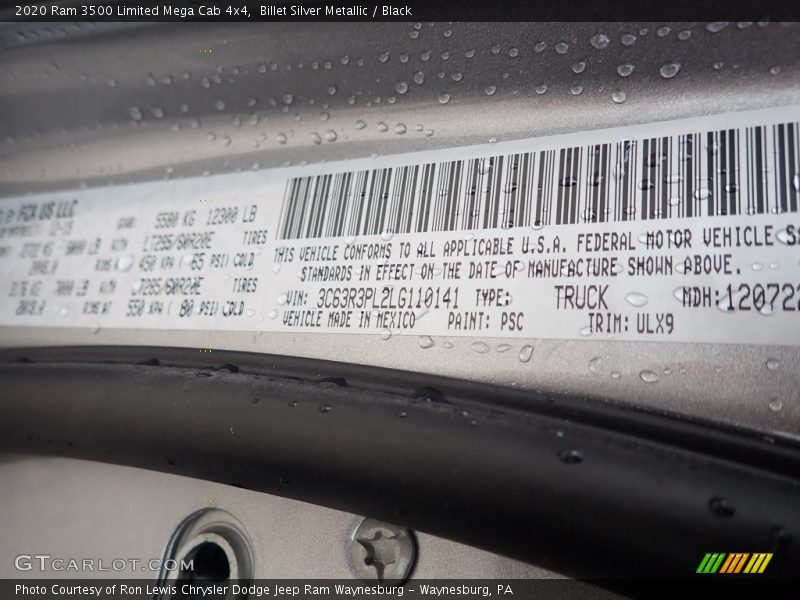 2020 Ram 3500 Limited Mega Cab 4x4, Billet Silver Metallic / Black
FCA US LLC
5580 KG 12300 LB
LT285/60R20E TIRES
450 KPA ( 65 PSI) COLD
LT285/60R20E TIRES
550 KPA ( 80 PSI) COLD
THIS VEHICLE CONFORMS TO ALL APPLICABLE U.S.A. FEDERAL MOTOR VEHICLE
STANDARDS IN EFFECT ON THE DATE OF MANUFACTURE SHOWN ABOVE.
VIN: 3C63R3PL2LG110141 TYPE: TRUCK MDH:120722
VEHICLE MADE IN MEXICO PAINT: PSC TRIM: ULX9
GTCARLOT.COM
Photo Courtesy of Ron Lewis Chrysler Dodge Jeep Ram Waynesburg - Waynesburg, PA